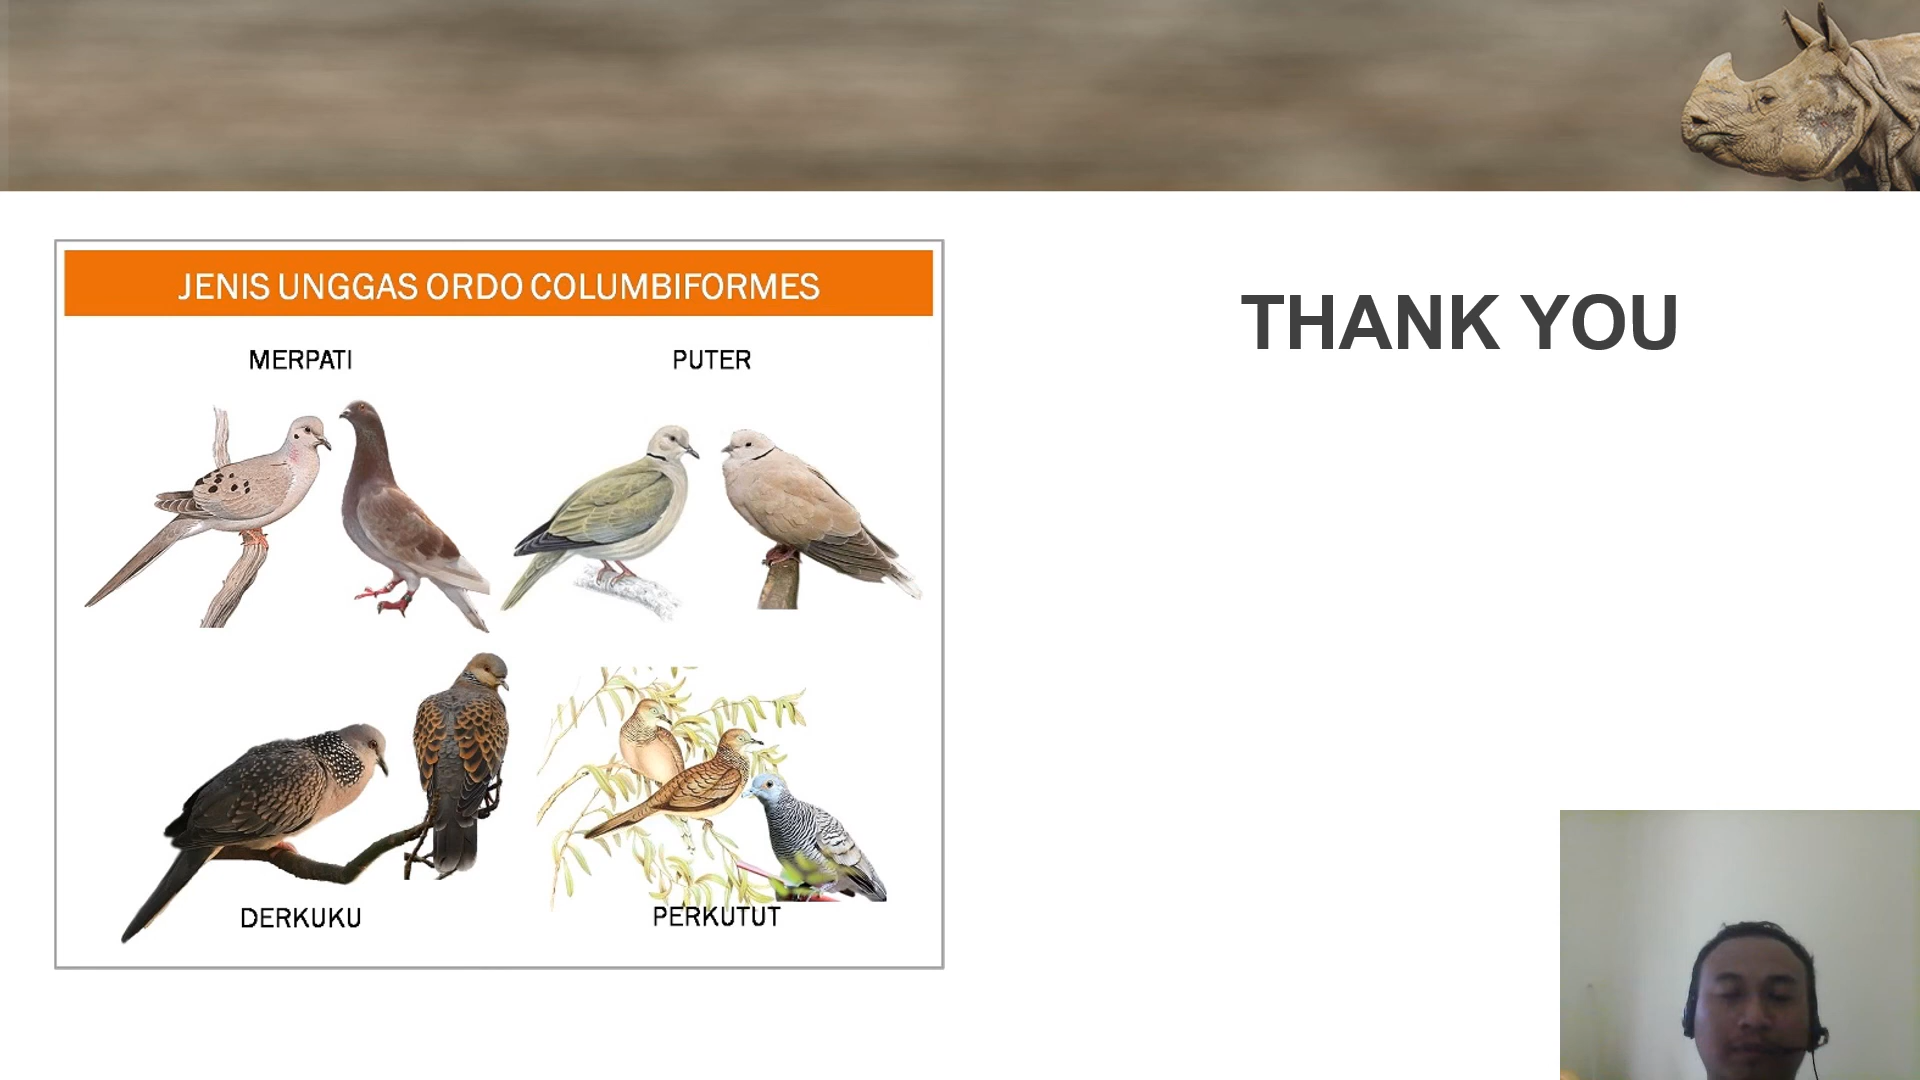 JENIS UNGGAS ORDO COLUMBIFORMES
MERPATI
PUTER
DERKUKU
PERKUTUT
THANK YOU